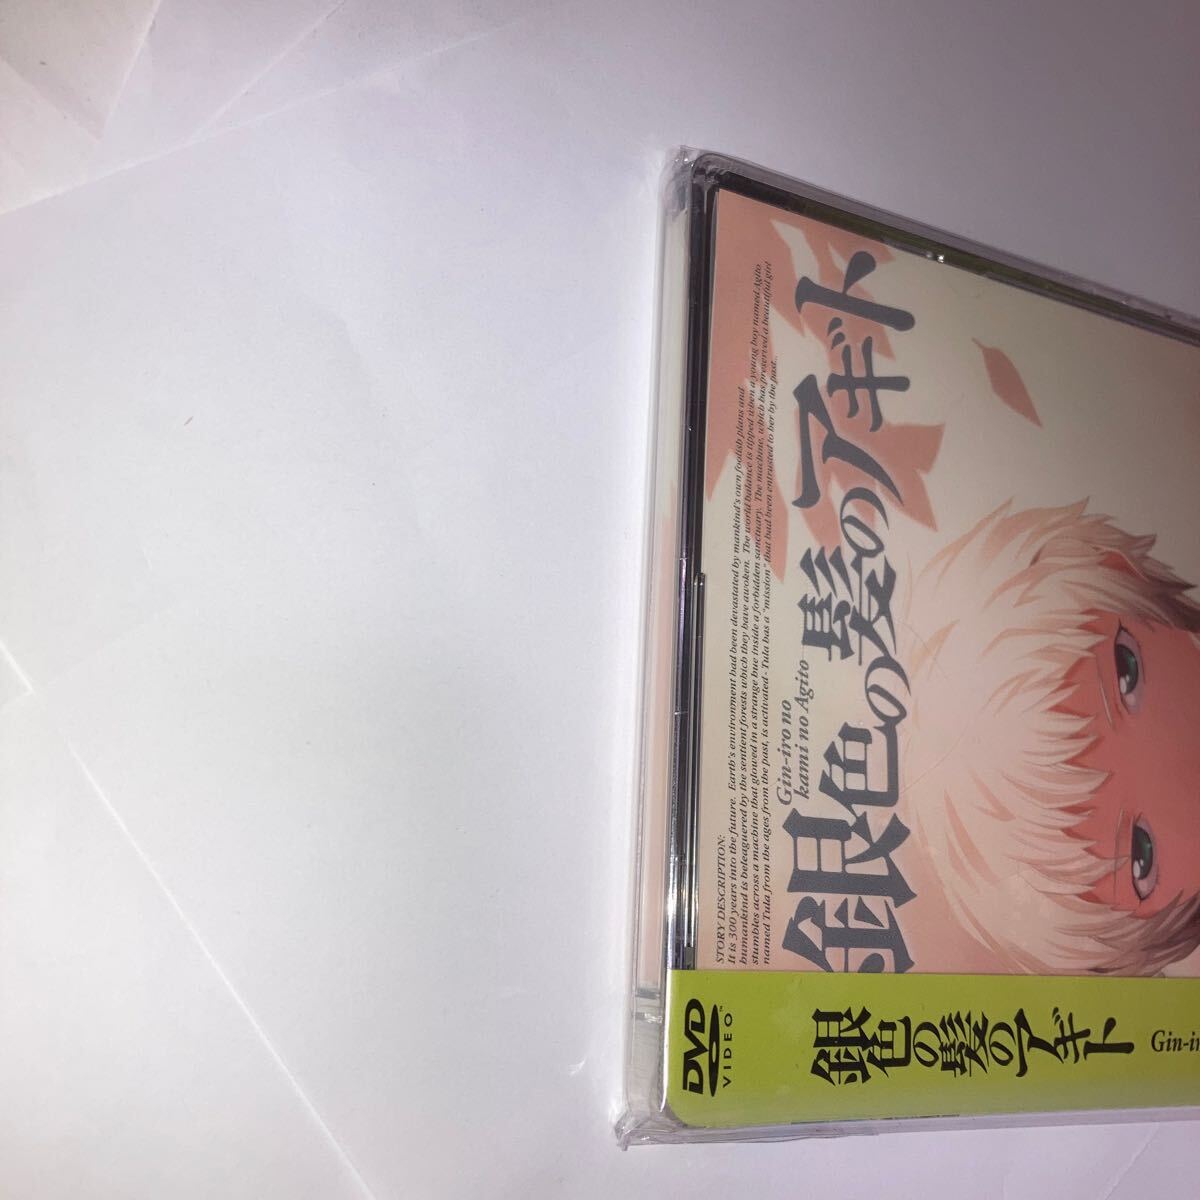 STORY DESCRIPTION:
It is 300 years into the future. Earth's environment had been devastated by mankind's own foolish plans and
humankind is beleaguered by the sentient forests which they have awoken. The world balance is tipped when a young boy named Agito
stumbles across a machine that glowed in a strange hue inside a forbidden sanctuary. The machine, which has preserved a beautiful girl
named Tula from the ages from the past, is activated - Tula has a "mission" that had been entrusted to her by the past...
Gin-iro no
kami no Agito
銀色の髪のアギト
DVD
VIDEO
銀色の髪のアギト
Gin-ir